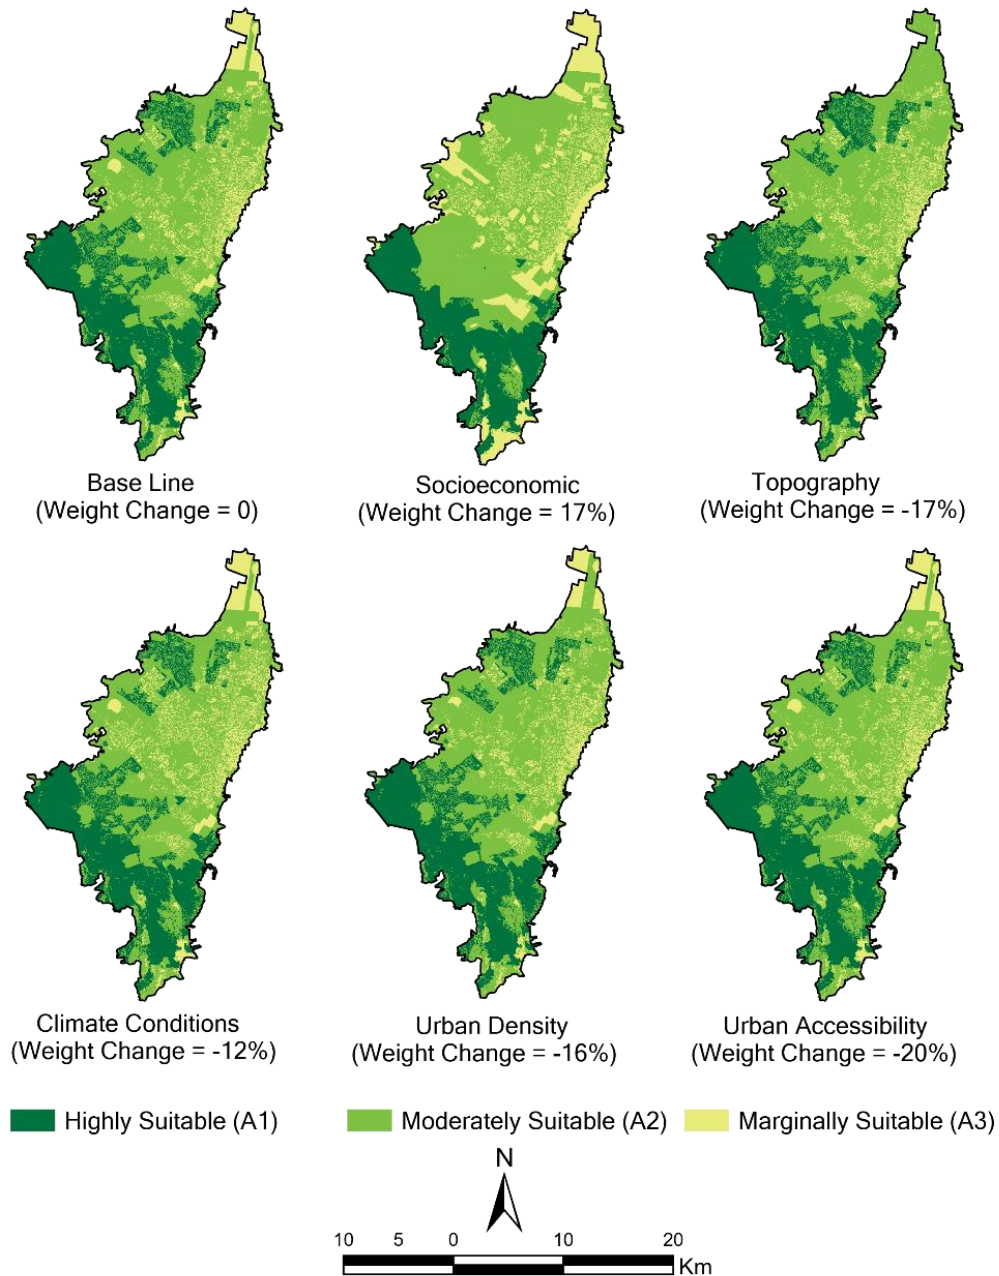 Base Line
(Weight Change = 0)
Socioeconomic
(Weight Change = 17%)
Topography
(Weight Change = -17%)
Climate Conditions
(Weight Change = -12%)
Urban Density
(Weight Change = -16%)
Urban Accessibility
(Weight Change = -20%)
Highly Suitable (A1)
Moderately Suitable (A2)
Marginally Suitable (A3)
N
10 5 0 10 20
Km